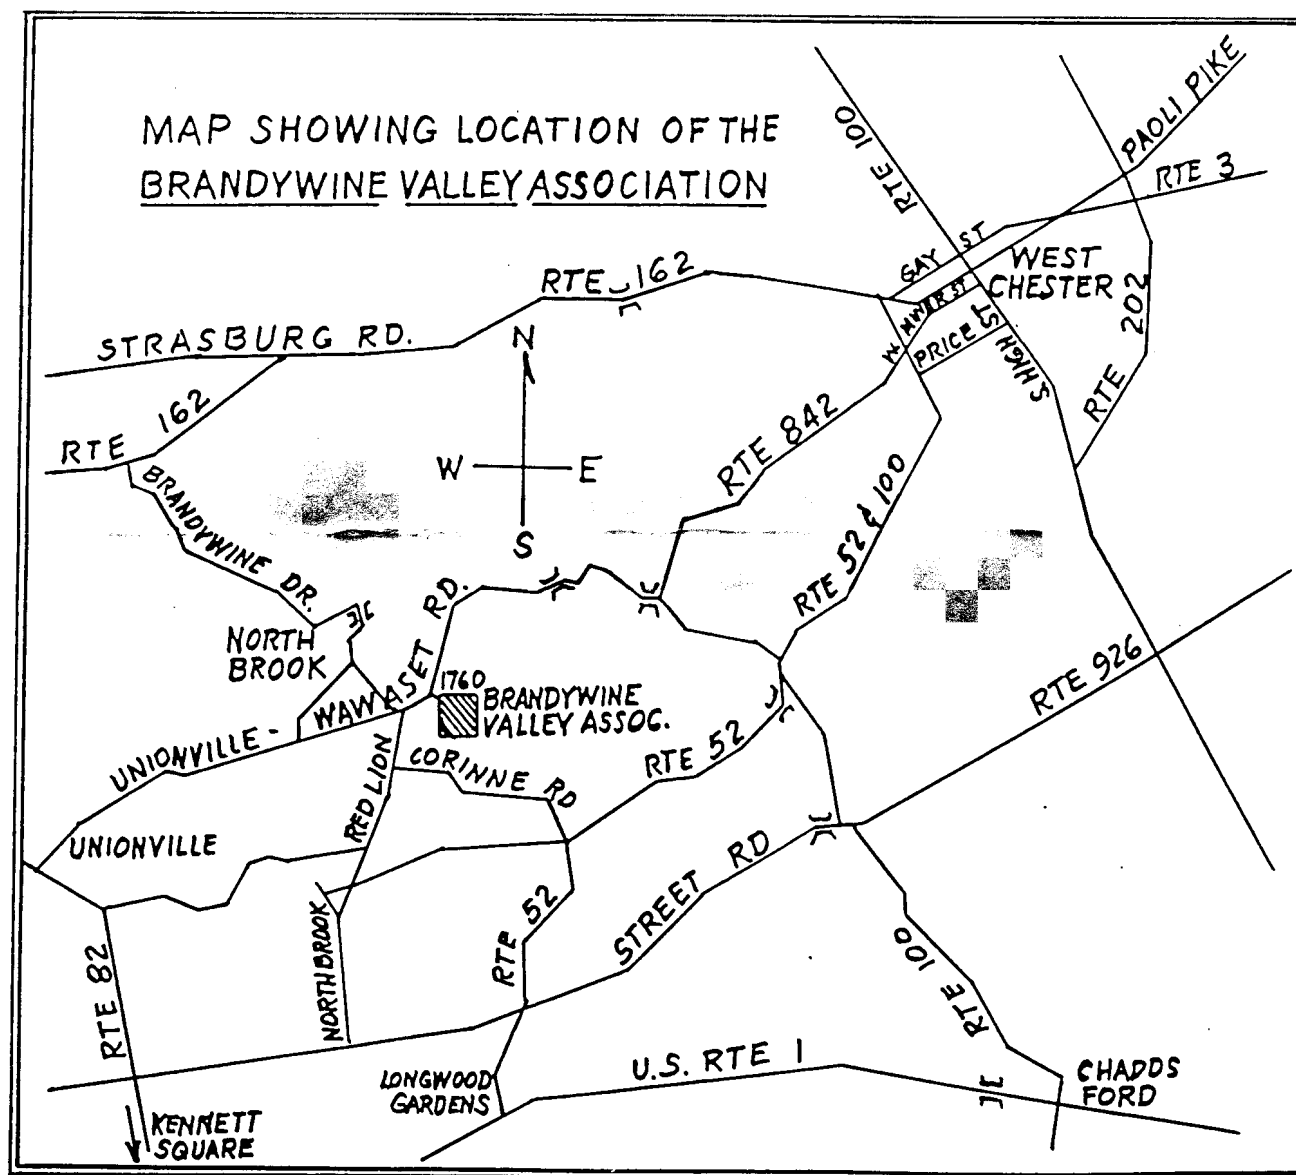 MAP SHOWING LOCATION OF THE
BRANDYWINE VALLEY ASSOCIATION
RTE 100
PAOLI PIKE
RTE 3
GAY ST
WEST
CHESTER
RTE 162
STRASBURG RD.
N
PRICE ST
S. HIGH
RTE 202
RTE 162
W
E
S
RTE 842
RTE 52 & 100
BRANDYWINE DR.
NORTH
BROOK
UNIONVILLE - WAWASET RD.
1760
BRANDYWINE
VALLEY ASSOC.
RTE 926
RTE 52
CORINNE RD
RED LION
UNIONVILLE
STREET RD
RTE 52
NORTHBROOK
RTE 82
RTE 100
U.S. RTE 1
LONGWOOD
GARDENS
CHADDS
FORD
KENNETT
SQUARE